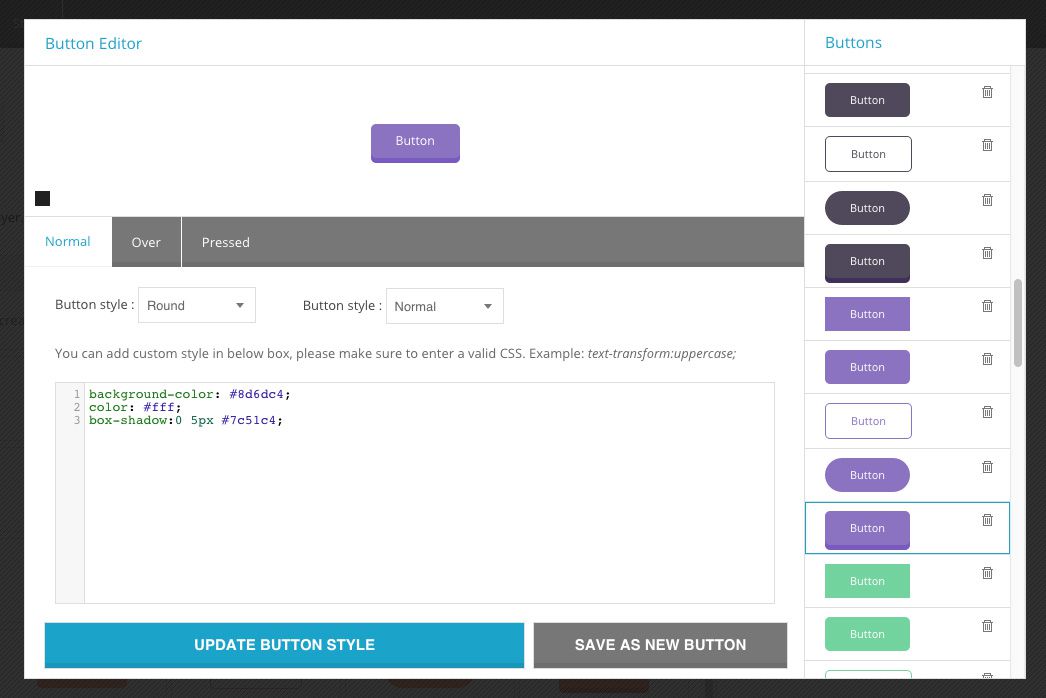 Button Editor
Button
Normal
Over
Pressed
Button style :
Round
Button style :
Normal
You can add custom style in below box, please make sure to enter a valid CSS. Example: text-transform:uppercase;
1 background-color: #8d6dc4;
2 color: #fff;
3 box-shadow:0 5px #7c51c4;
UPDATE BUTTON STYLE
SAVE AS NEW BUTTON
Buttons
Button
Button
Button
Button
Button
Button
Button
Button
Button
Button
Button